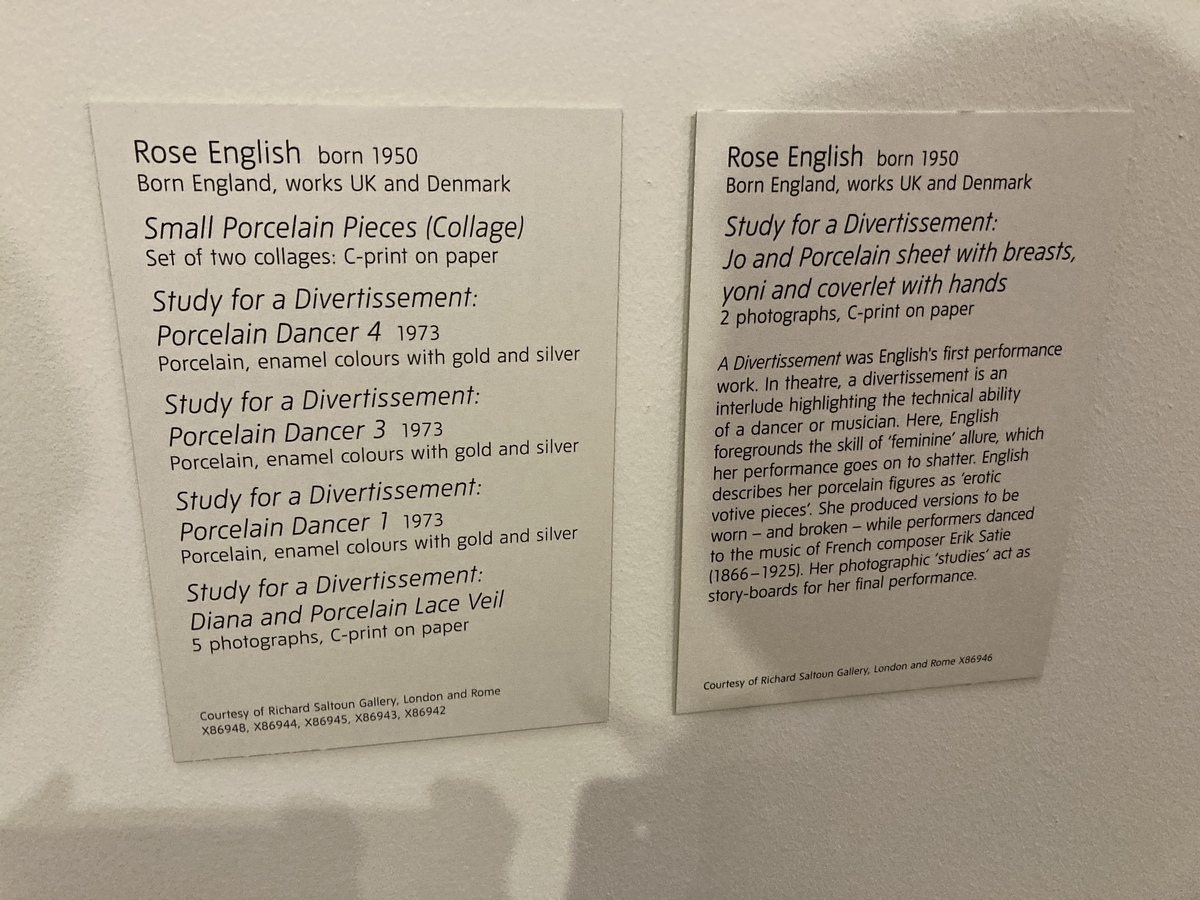 Rose English born 1950
Born England, works UK and Denmark
Small Porcelain Pieces (Collage)
Set of two collages: C-print on paper
Study for a Divertissement:
Porcelain Dancer 4 1973
Porcelain, enamel colours with gold and silver
Study for a Divertissement:
Porcelain Dancer 3 1973
Porcelain, enamel colours with gold and silver
Study for a Divertissement:
Porcelain Dancer 1 1973
Porcelain, enamel colours with gold and silver
Study for a Divertissement:
Diana and Porcelain Lace Veil
5 photographs, C-print on paper
Courtesy of Richard Saltoun Gallery, London and Rome
X86948, X86944, X86945, X86943, X86942
Rose English born 1950
Born England, works UK and Denmark
Study for a Divertissement:
Jo and Porcelain sheet with breasts,
yoni and coverlet with hands
2 photographs, C-print on paper
A Divertissement was English's first performance
work. In theatre, a divertissement is an
interlude highlighting the technical ability
of a dancer or musician. Here, English
foregrounds the skill of 'feminine' allure, which
her performance goes on to shatter. English
describes her porcelain figures as 'erotic
votive pieces'. She produced versions to be
worn – and broken – while performers danced
to the music of French composer Erik Satie
(1866–1925). Her photographic 'studies' act as
story-boards for her final performance.
Courtesy of Richard Saltoun Gallery, London and Rome X86946